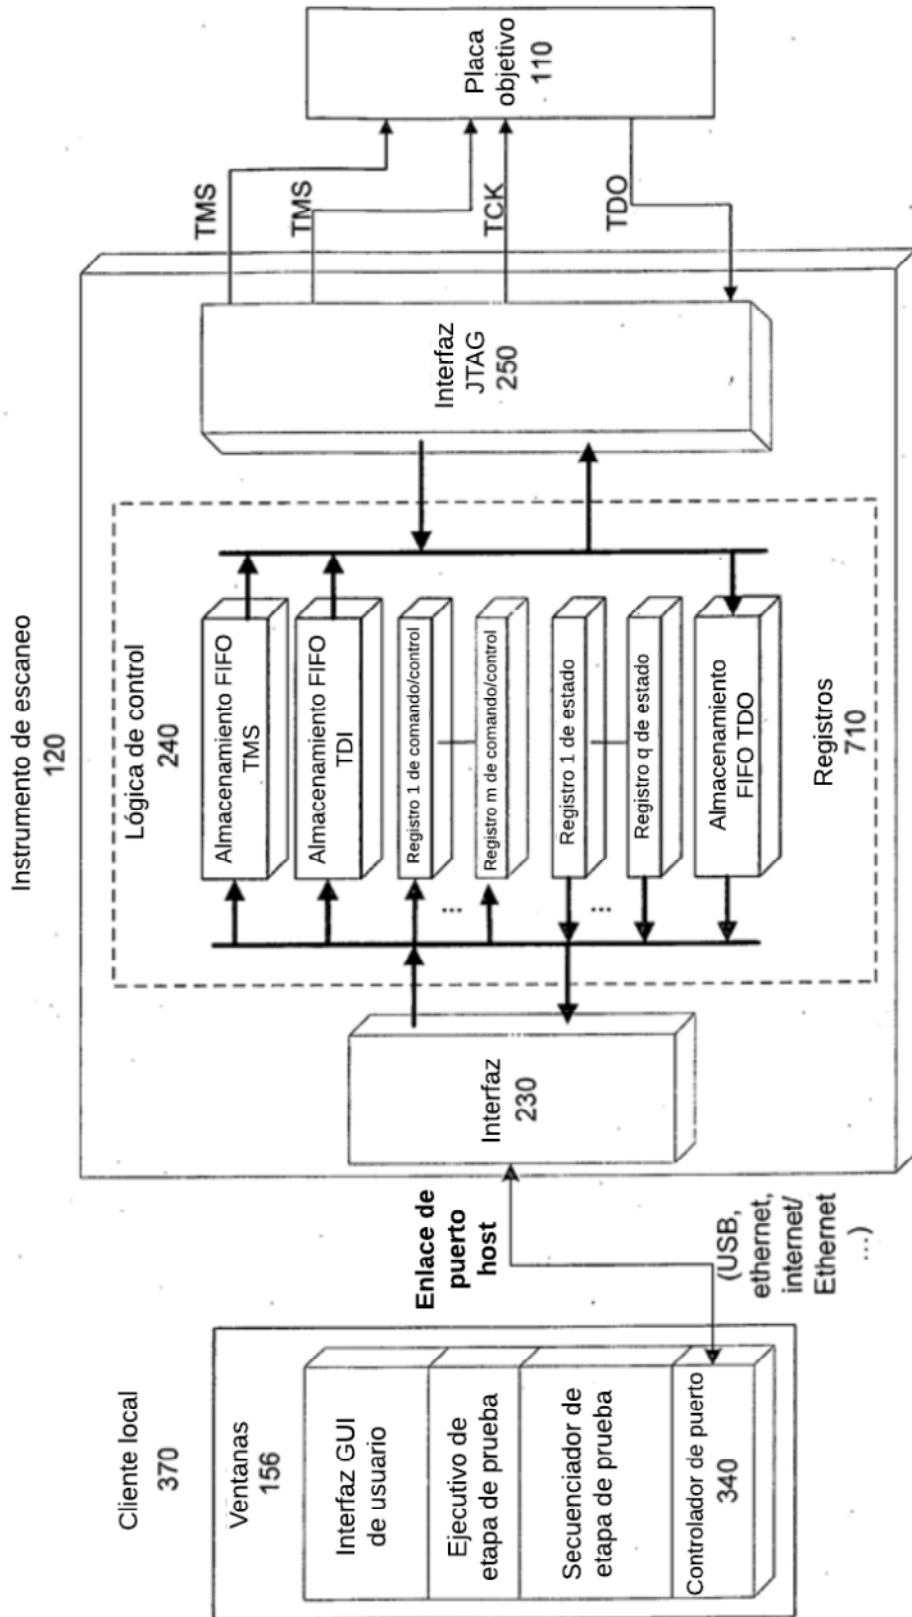 Instrumento de escaneo
120
Cliente local
370
Ventanas
156
Interfaz GUI
de usuario
Ejecutivo de
etapa de prueba
Secuenciador de
etapa de prueba
Controlador de puerto
340
Enlace de
puerto
host
(USB,
ethernet,
internet/
Ethernet
...)
Interfaz
230
Lógica de control
240
Almacenamiento FIFO
TMS
Almacenamiento FIFO
TDI
Registro 1 de comando/control
...
Registro m de comando/control
Registro 1 de estado
...
Registro q de estado
Almacenamiento
FIFO TDO
Registros
710
Interfaz
JTAG
250
TMS
TMS
TCK
TDO
Placa
objetivo
110